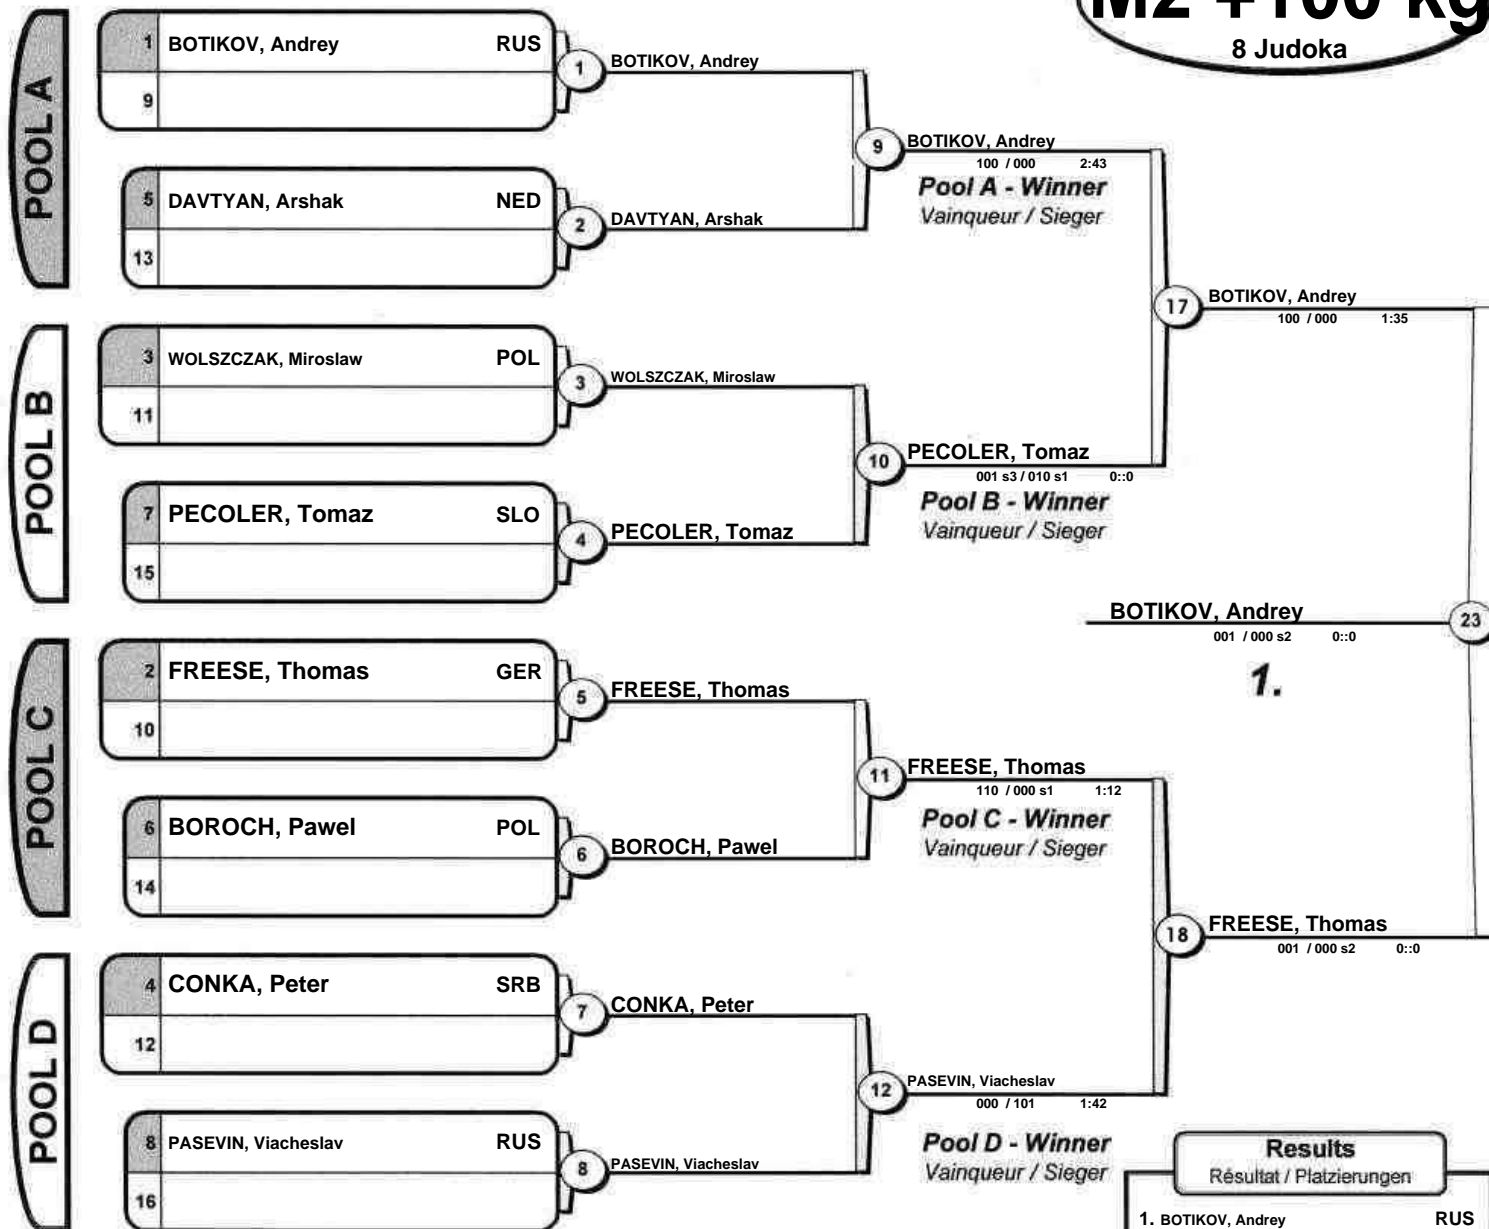 M2 +100 kg
8 Judoka
POOL A
1 BOTIKOV, Andrey RUS
9
1 BOTIKOV, Andrey
5 DAVTYAN, Arshak NED
13
2 DAVTYAN, Arshak
9 BOTIKOV, Andrey
100 / 000 2:43
Pool A - Winner
Vainqueur / Sieger
POOL B
3 WOLSZCZAK, Miroslaw POL
11
3 WOLSZCZAK, Miroslaw
7 PECOLER, Tomaz SLO
15
4 PECOLER, Tomaz
10 PECOLER, Tomaz
001 s3 / 010 s1 0::0
Pool B - Winner
Vainqueur / Sieger
17 BOTIKOV, Andrey
100 / 000 1:35
BOTIKOV, Andrey 23
001 / 000 s2 0::0
1.
POOL C
2 FREESE, Thomas GER
10
5 FREESE, Thomas
6 BOROCH, Pawel POL
14
6 BOROCH, Pawel
11 FREESE, Thomas
110 / 000 s1 1:12
Pool C - Winner
Vainqueur / Sieger
18 FREESE, Thomas
001 / 000 s2 0::0
POOL D
4 CONKA, Peter SRB
12
7 CONKA, Peter
8 PASEVIN, Viacheslav RUS
16
8 PASEVIN, Viacheslav
12 PASEVIN, Viacheslav
000 / 101 1:42
Pool D - Winner
Vainqueur / Sieger
Results
Résultat / Platzierungen
1. BOTIKOV, Andrey RUS